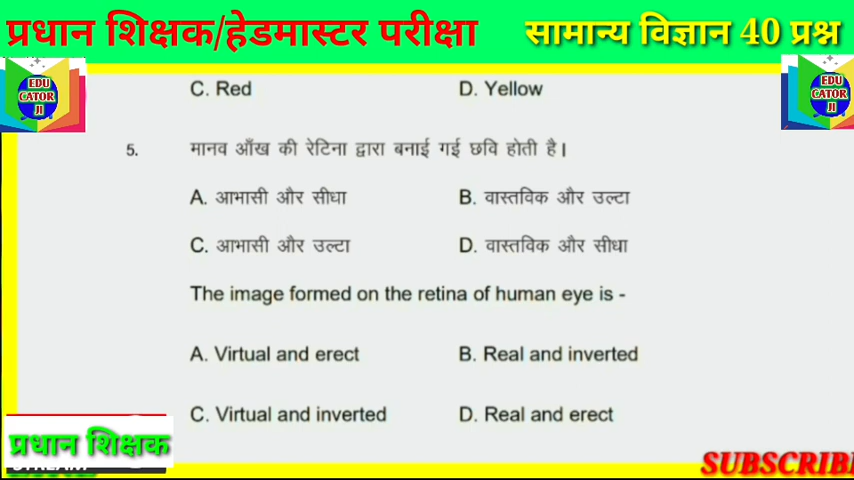 प्रधान शिक्षक/हेडमास्टर परीक्षा सामान्य विज्ञान 40 प्रश्न
EDU
CATOR
JI
EDU
CATOR
JI
C. Red D. Yellow
5. मानव आँख की रेटिना द्वारा बनाई गई छवि होती है।
A. आभासी और सीधा B. वास्तविक और उल्टा
C. आभासी और उल्टा D. वास्तविक और सीधा
The image formed on the retina of human eye is -
A. Virtual and erect B. Real and inverted
C. Virtual and inverted D. Real and erect
प्रधान शिक्षक
SUBSCRIB